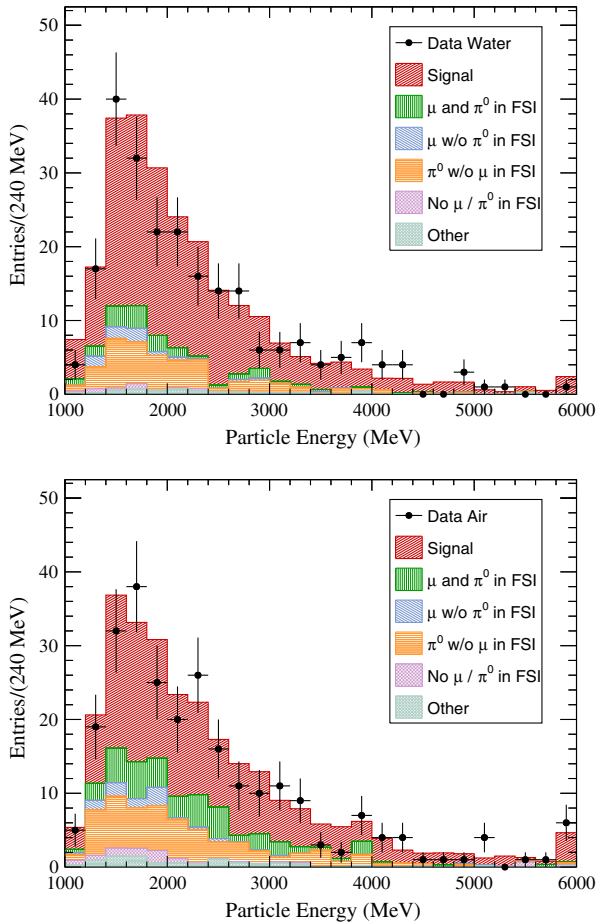 50
40
30
20
10
0
Entries/(240 MeV)
Data Water
Signal
μ and π⁰ in FSI
μ w/o π⁰ in FSI
π⁰ w/o μ in FSI
No μ / π⁰ in FSI
Other
1000 2000 3000 4000 5000 6000
Particle Energy (MeV)
50
40
30
20
10
0
Entries/(240 MeV)
Data Air
Signal
μ and π⁰ in FSI
μ w/o π⁰ in FSI
π⁰ w/o μ in FSI
No μ / π⁰ in FSI
Other
1000 2000 3000 4000 5000 6000
Particle Energy (MeV)